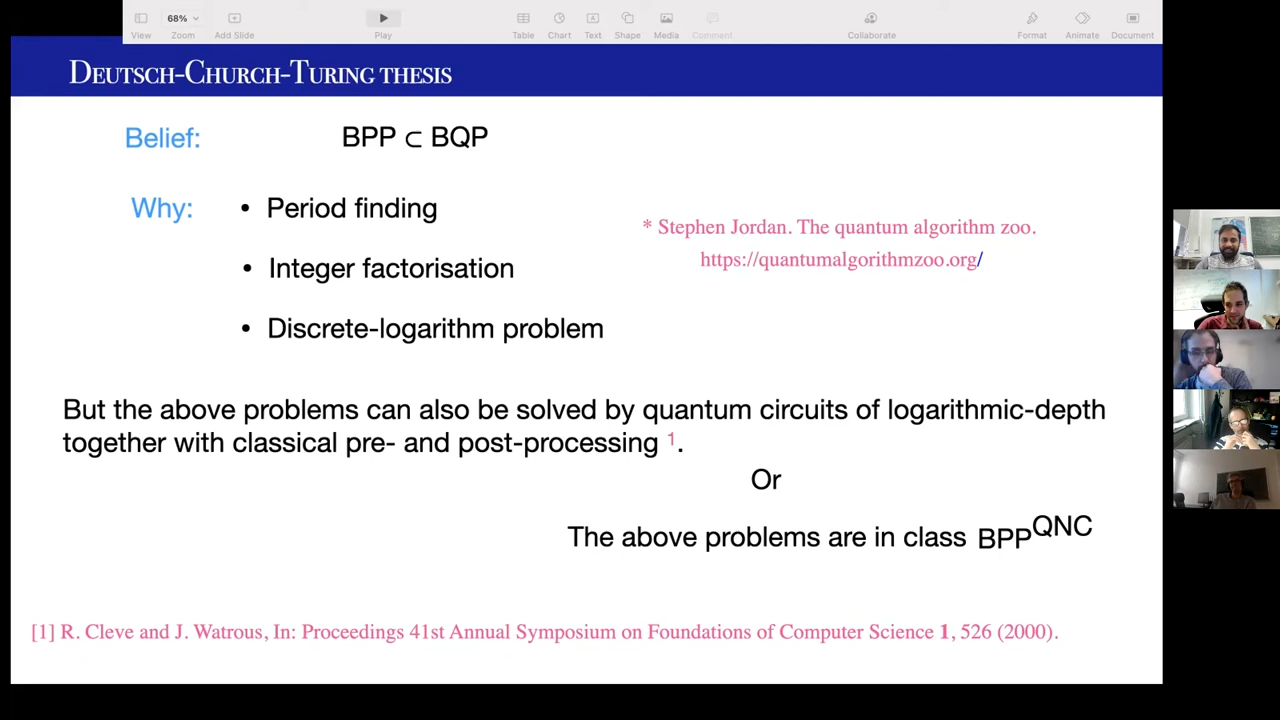 68%
View
Zoom
Add Slide
Play
Table
Chart
Text
Shape
Media
Comment
Collaborate
Format
Animate
Document
Deutsch-Church-Turing thesis
Belief:
BPP ⊂ BQP
Why:
• Period finding
• Integer factorisation
• Discrete-logarithm problem
* Stephen Jordan. The quantum algorithm zoo.
https://quantumalgorithmzoo.org/
But the above problems can also be solved by quantum circuits of logarithmic-depth
together with classical pre- and post-processing 1.
Or
The above problems are in class BPP^QNC
[1] R. Cleve and J. Watrous, In: Proceedings 41st Annual Symposium on Foundations of Computer Science 1, 526 (2000).